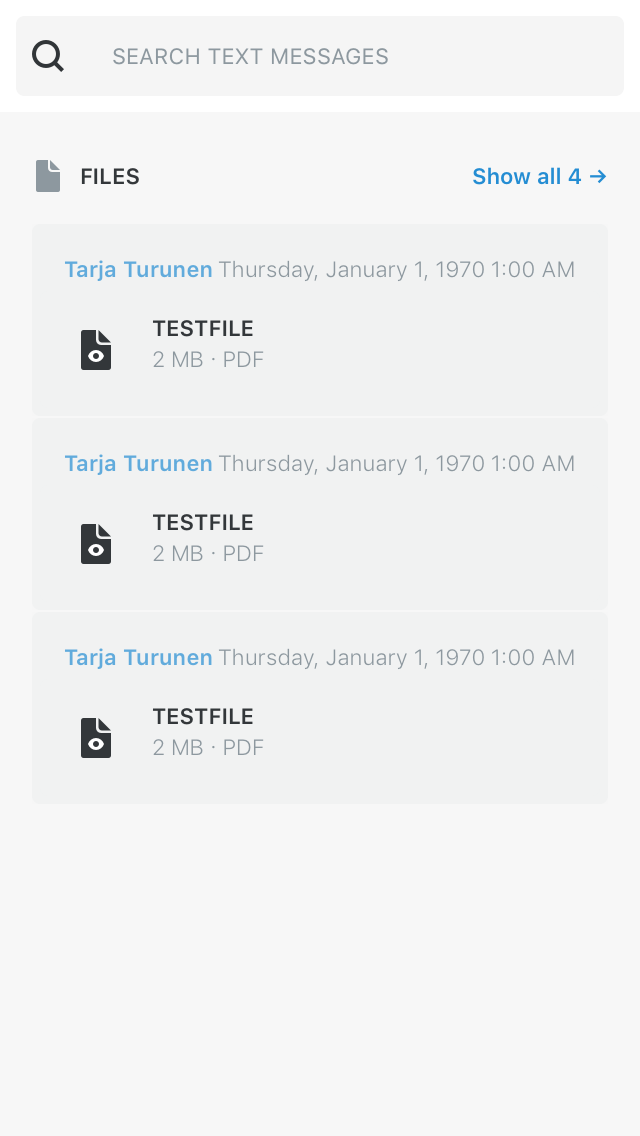 SEARCH TEXT MESSAGES
FILES Show all 4 →
Tarja Turunen Thursday, January 1, 1970 1:00 AM
TESTFILE
2 MB · PDF
Tarja Turunen Thursday, January 1, 1970 1:00 AM
TESTFILE
2 MB · PDF
Tarja Turunen Thursday, January 1, 1970 1:00 AM
TESTFILE
2 MB · PDF